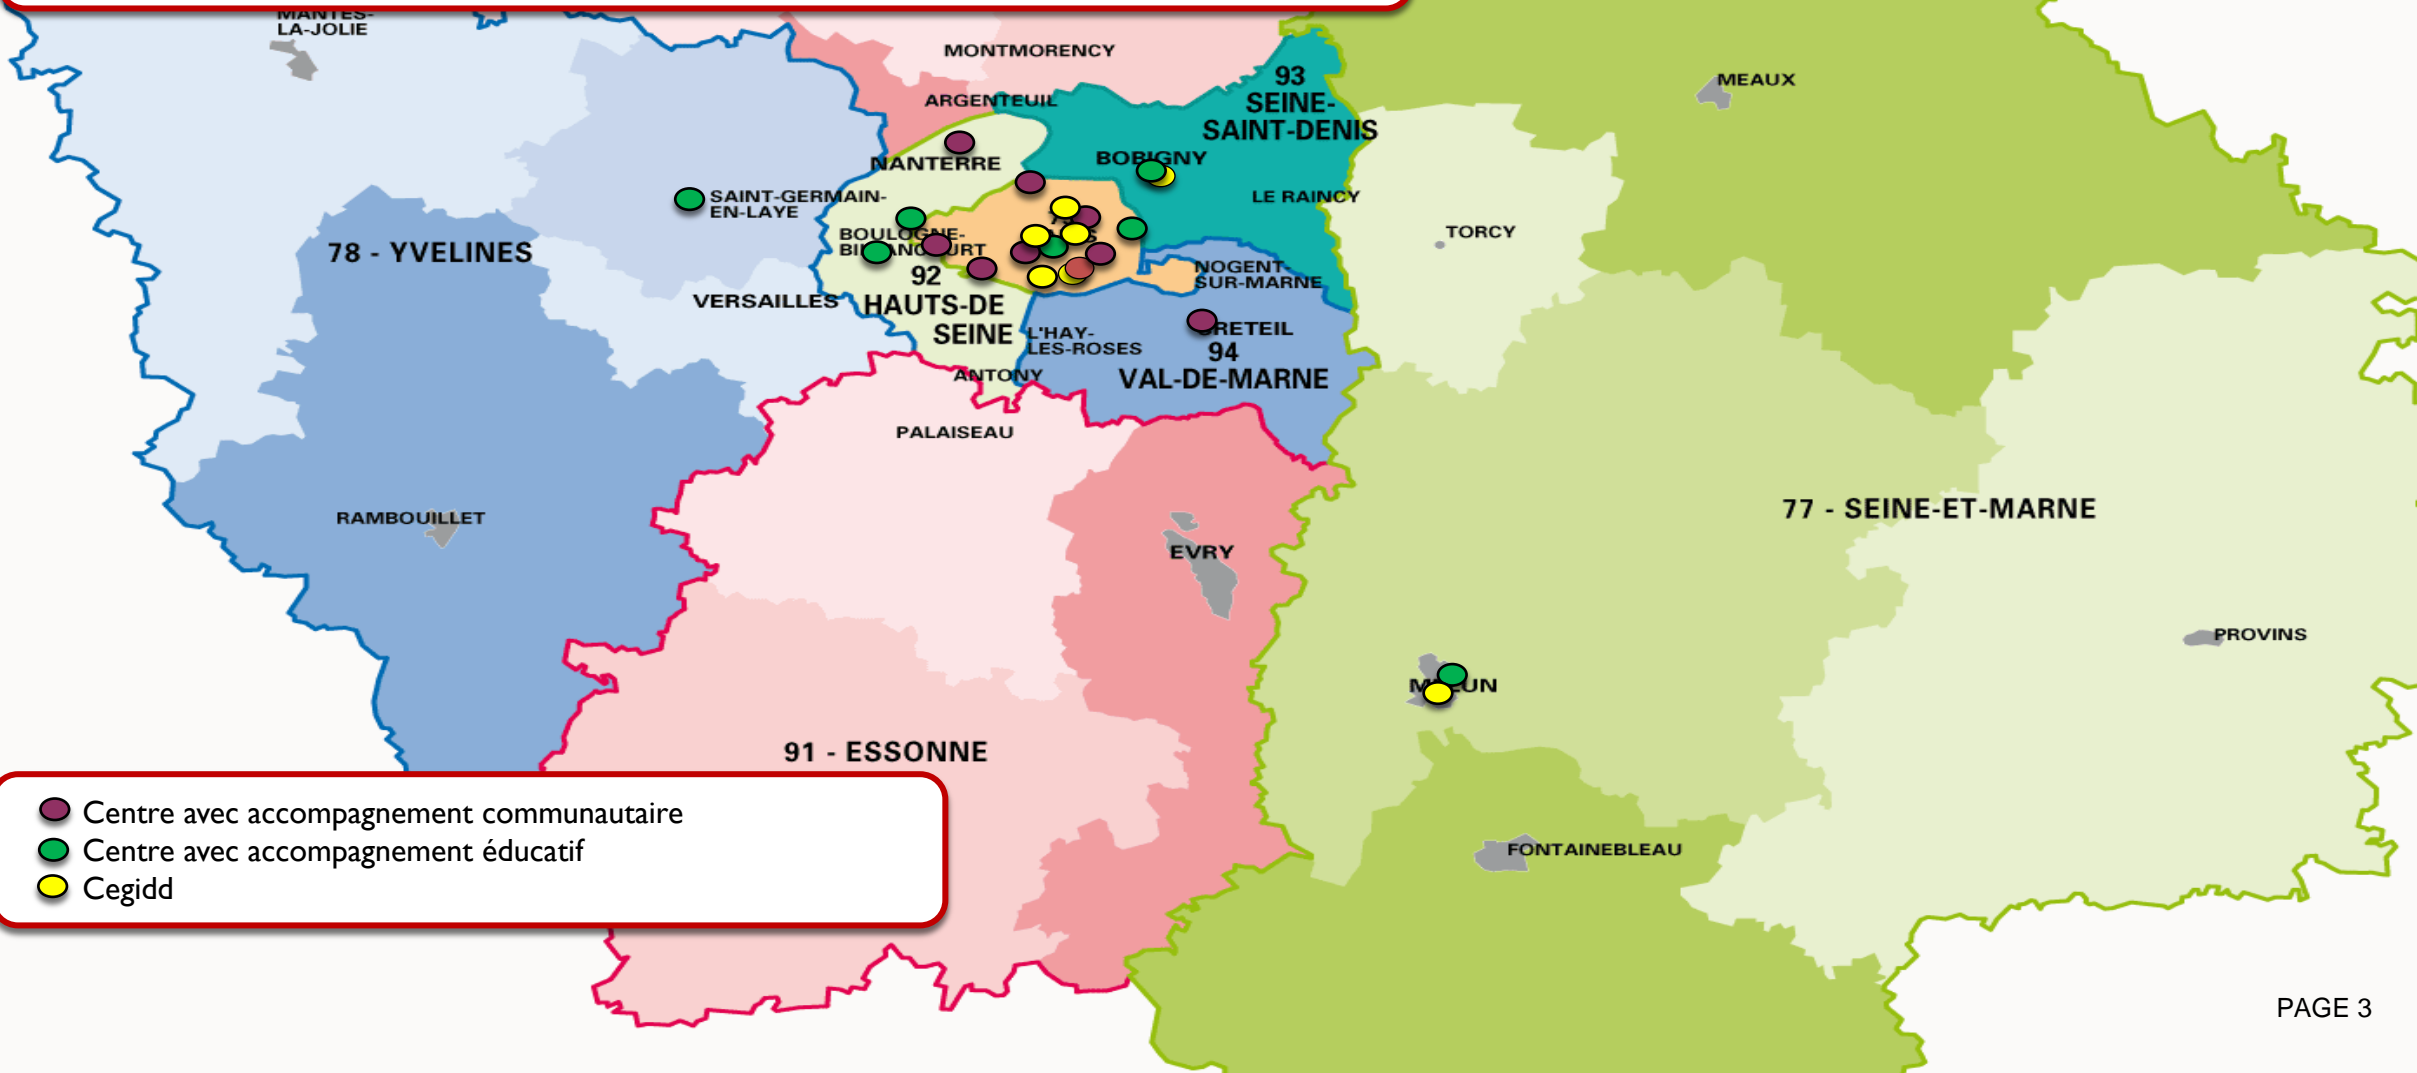 MANTES-
LA-JOLIE
MONTMORENCY
ARGENTEUIL
93
SEINE-
SAINT-DENIS
MEAUX
NANTERRE
BOBIGNY
SAINT-GERMAIN-
EN-LAYE
LE RAINCY
78 - YVELINES
BOULOGNE-
BILLANCOURT
TORCY
92
HAUTS-DE
SEINE
NOGENT-
SUR-MARNE
VERSAILLES
L'HAY-
LES-ROSES
CRETEIL
94
VAL-DE-MARNE
ANTONY
PALAISEAU
RAMBOUILLET
EVRY
77 - SEINE-ET-MARNE
PROVINS
MELUN
91 - ESSONNE
FONTAINEBLEAU
Centre avec accompagnement communautaire
Centre avec accompagnement éducatif
Cegidd
PAGE 3